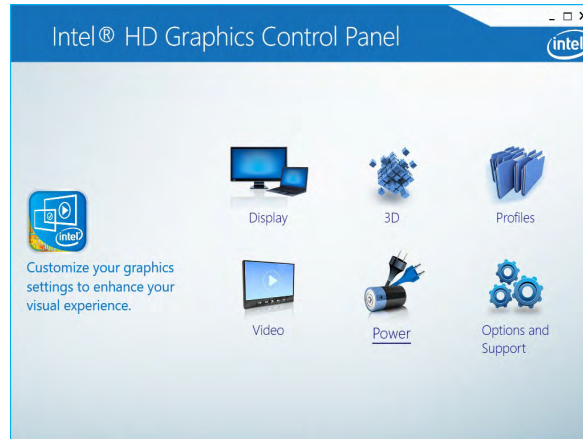 Intel® HD Graphics Control Panel
intel
Display
3D
Profiles
intel
Customize your graphics
settings to enhance your
visual experience.
Video
Power
Options and
Support